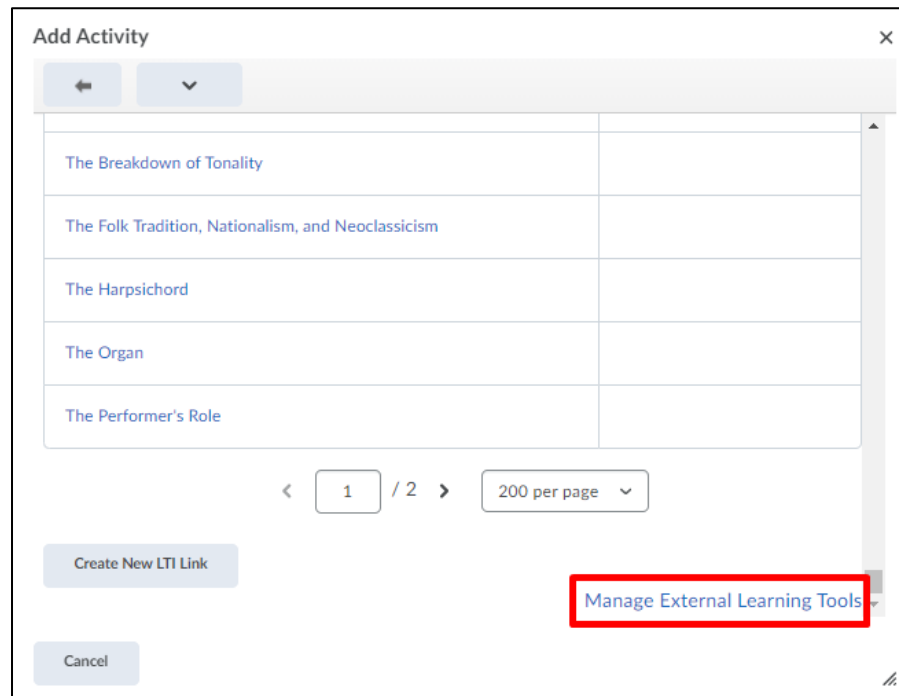 Add Activity
The Breakdown of Tonality
The Folk Tradition, Nationalism, and Neoclassicism
The Harpsichord
The Organ
The Performer's Role
1 / 2 200 per page
Create New LTI Link
Manage External Learning Tools
Cancel